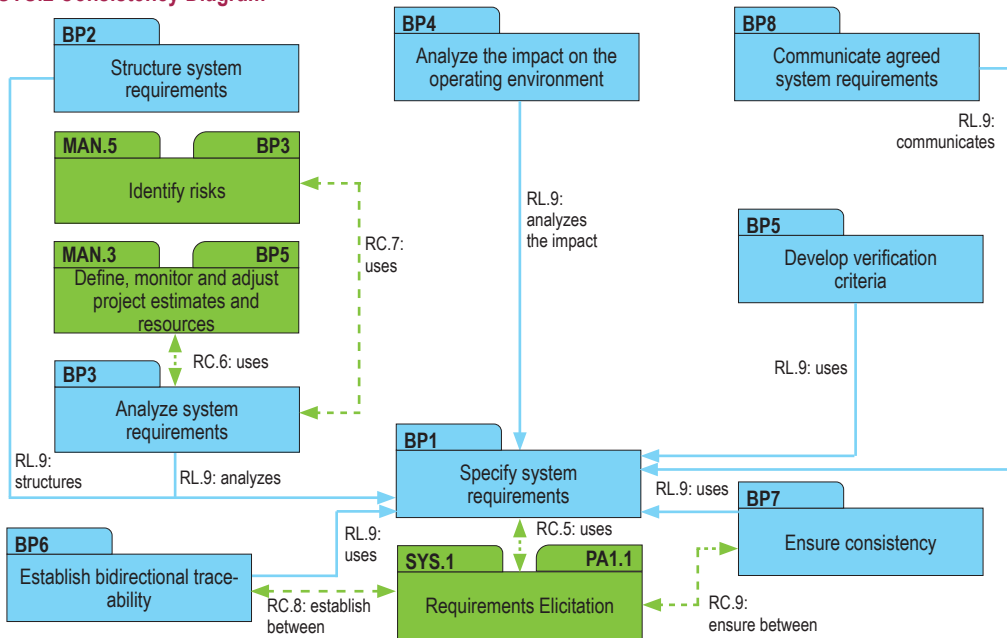 SYS.2 Consistency Diagram
BP2
Structure system
requirements
BP4
Analyze the impact on the
operating environment
BP8
Communicate agreed
system requirements
RL.9:
communicates
MAN.5
BP3
Identify risks
RC.7:
uses
RL.9:
analyzes
the impact
MAN.3
BP5
Define, monitor and adjust
project estimates and
resources
BP5
Develop verification
criteria
RC.6: uses
RL.9: uses
BP3
Analyze system
requirements
RL.9:
structures
RL.9: analyzes
BP1
Specify system
requirements
RL.9: uses
BP7
Ensure consistency
BP6
Establish bidirectional trace-
ability
RL.9:
uses
RC.5: uses
SYS.1
PA1.1
Requirements Elicitation
RC.8: establish
between
RC.9:
ensure between